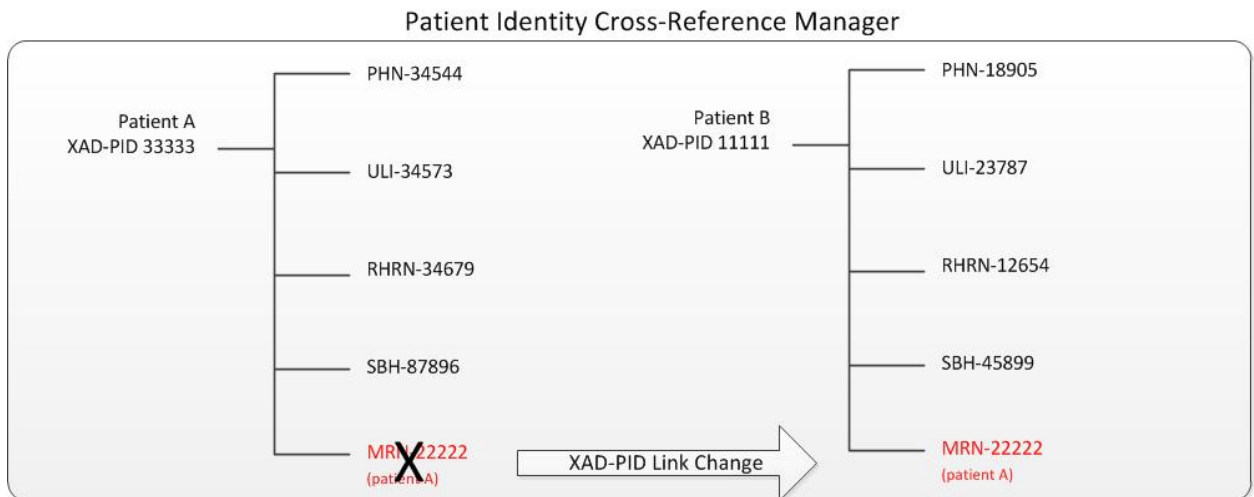 Patient Identity Cross-Reference Manager
Patient A
XAD-PID 33333
PHN-34544
ULI-34573
RHRN-34679
SBH-87896
MRN-22222
(patient A)
XAD-PID Link Change
Patient B
XAD-PID 11111
PHN-18905
ULI-23787
RHRN-12654
SBH-45899
MRN-22222
(patient A)